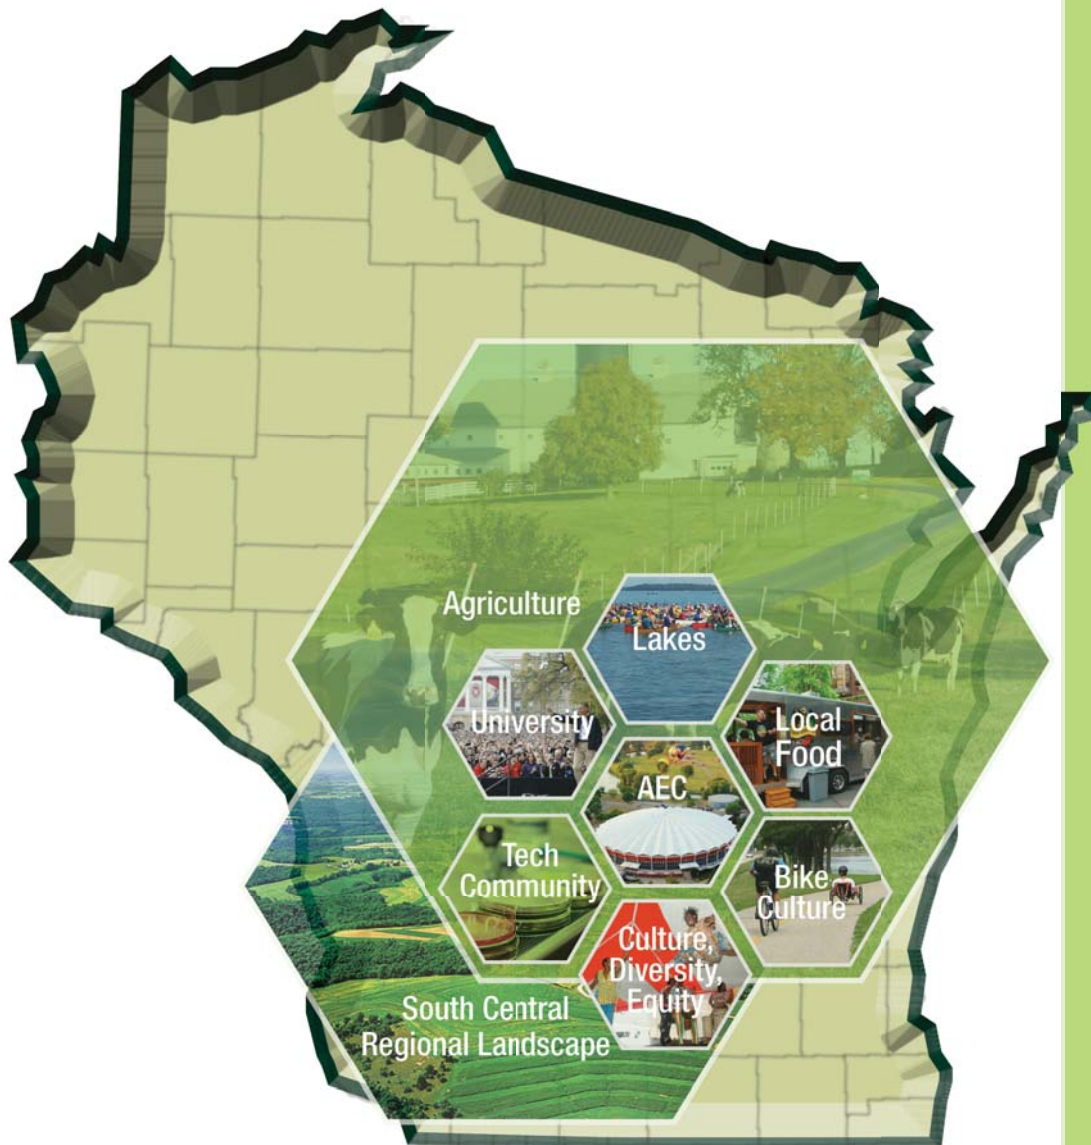 Agriculture
Lakes
University
Local
Food
AEC
Tech
Community
Bike
Culture
Culture,
Diversity,
Equity
South Central
Regional Landscape